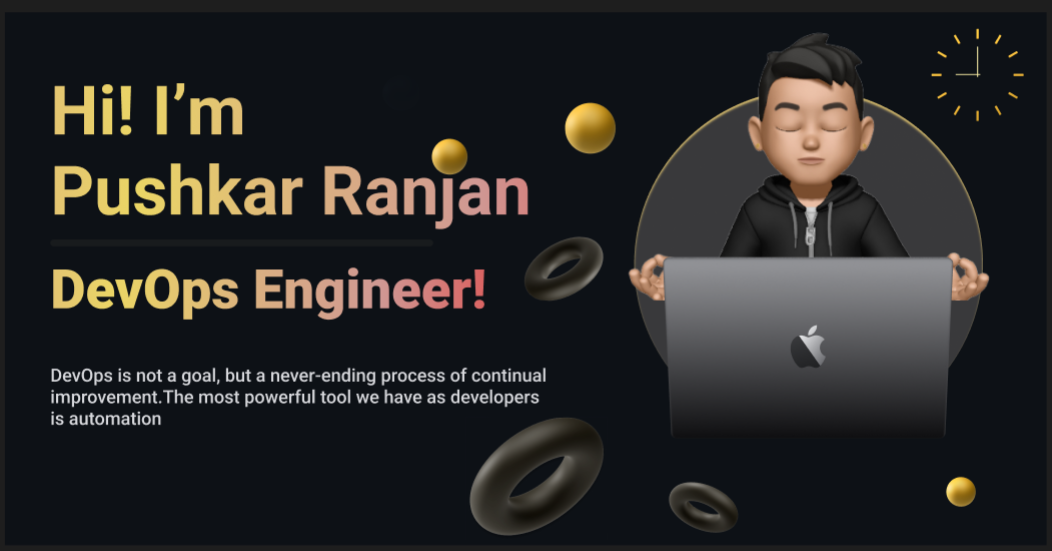 Hi! I’m
Pushkar Ranjan
DevOps Engineer!
DevOps is not a goal, but a never-ending process of continual
improvement.The most powerful tool we have as developers
is automation